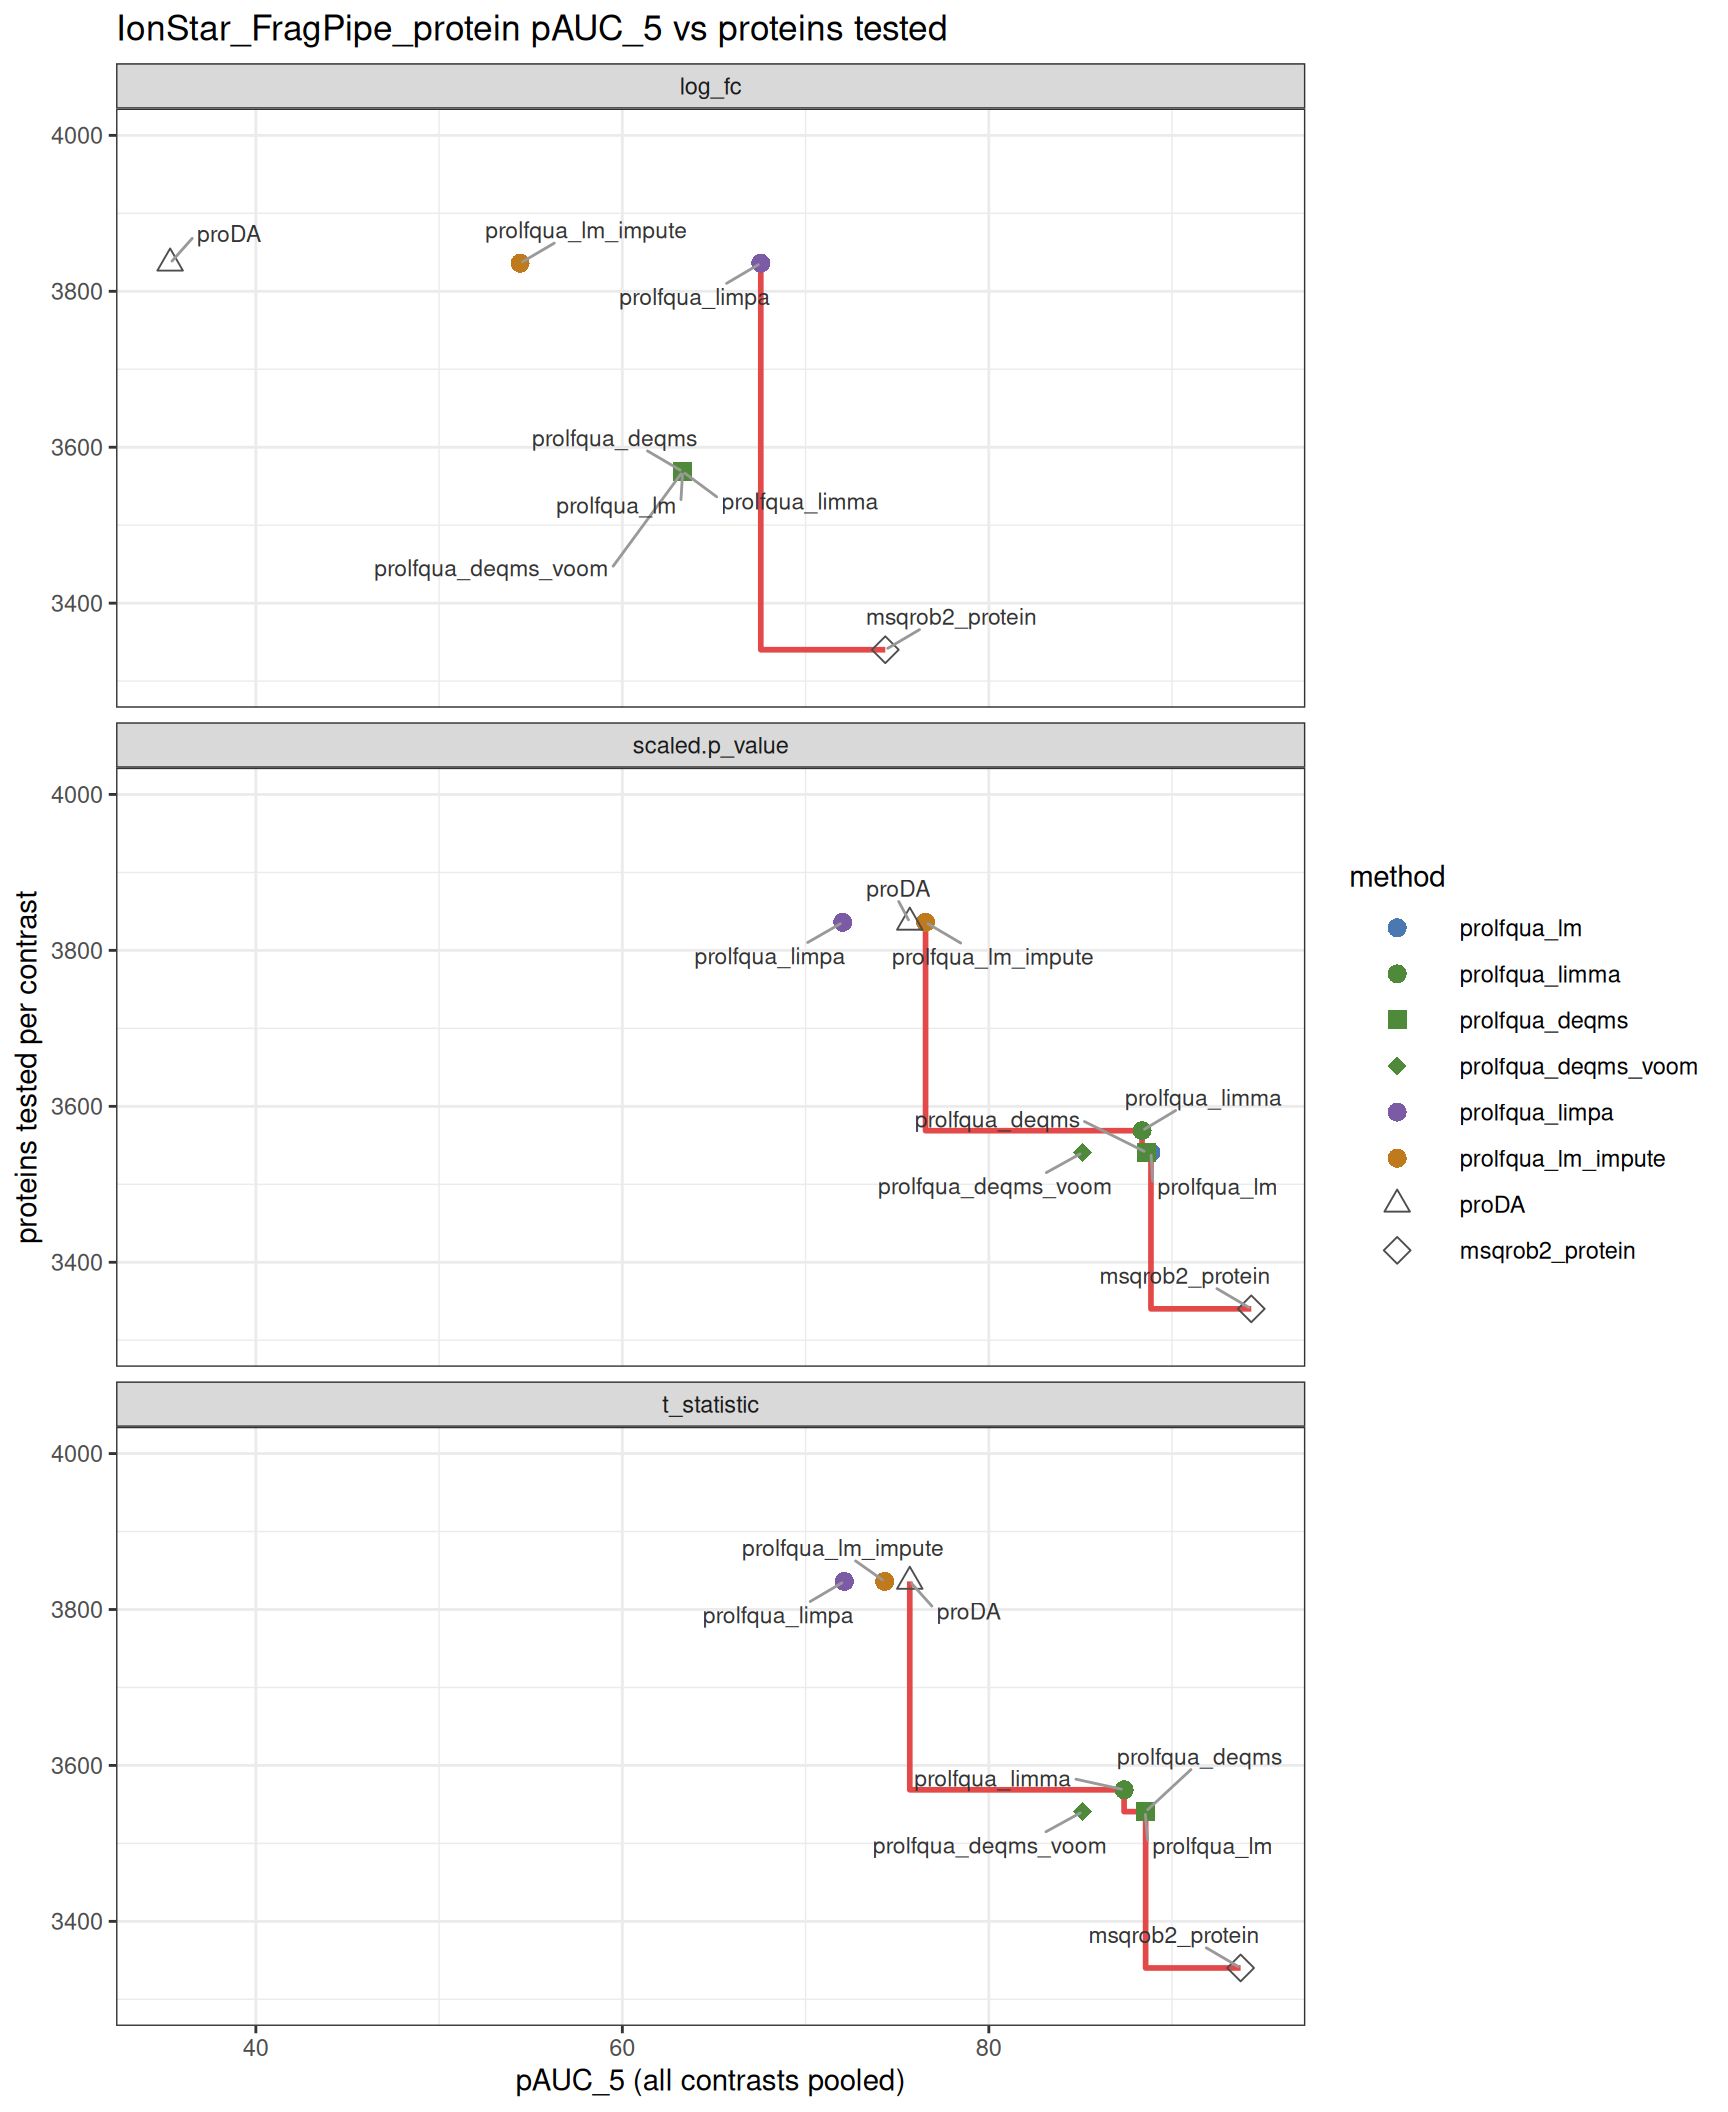 IonStar_FragPipe_protein pAUC_5 vs proteins tested
log_fc
4000
3800
3600
3400
proDA
prolfqua_lm_impute
prolfqua_limpa
prolfqua_deqms
prolfqua_lm
prolfqua_limma
prolfqua_deqms_voom
msqrob2_protein
scaled.p_value
4000
3800
3600
3400
proDA
prolfqua_limpa
prolfqua_lm_impute
prolfqua_limma
prolfqua_deqms
prolfqua_deqms_voom
prolfqua_lm
msqrob2_protein
t_statistic
4000
3800
3600
3400
prolfqua_lm_impute
prolfqua_limpa
proDA
prolfqua_deqms
prolfqua_limma
prolfqua_deqms_voom
prolfqua_lm
msqrob2_protein
40
60
80
pAUC_5 (all contrasts pooled)
proteins tested per contrast
method
prolfqua_lm
prolfqua_limma
prolfqua_deqms
prolfqua_deqms_voom
prolfqua_limpa
prolfqua_lm_impute
proDA
msqrob2_protein